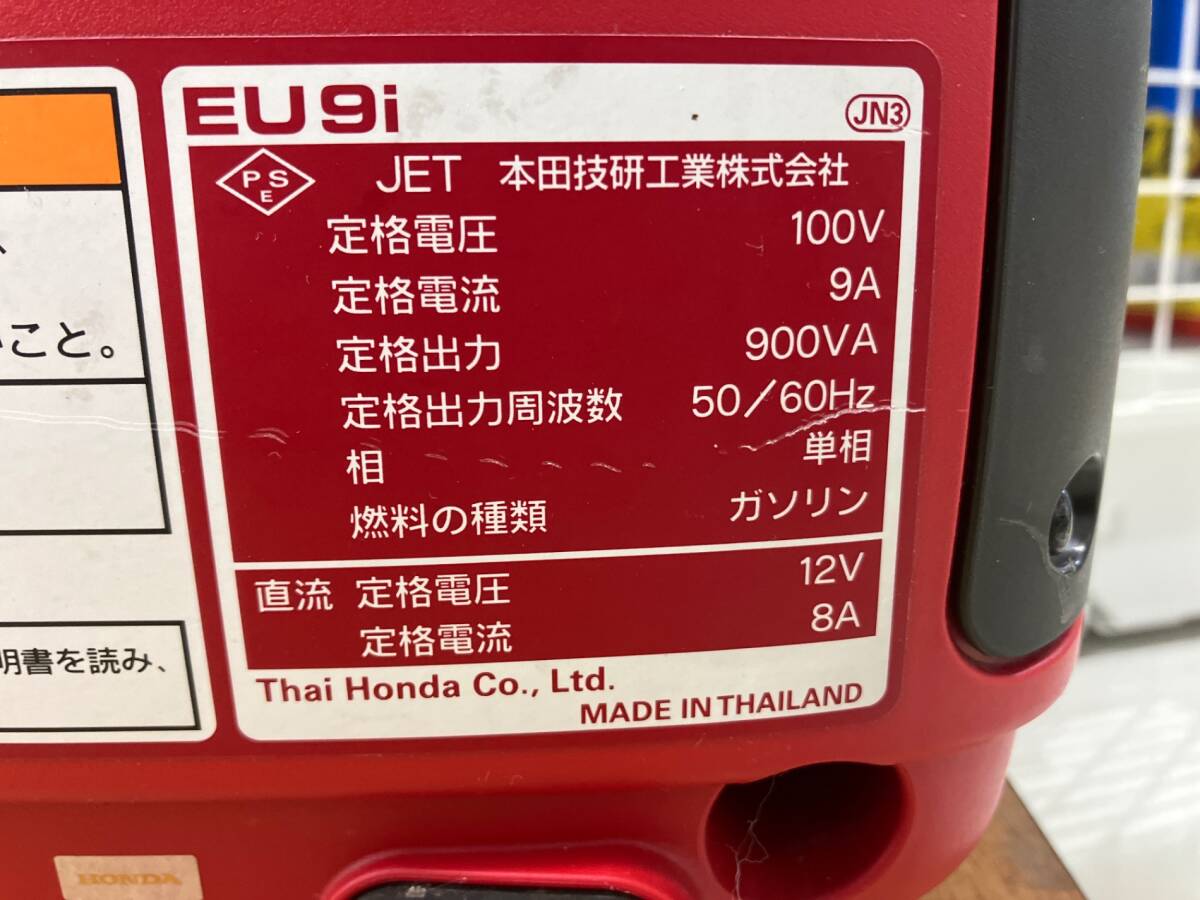 EU9i
JN3
PSE JET 本田技研工業株式会社
定格電圧 100V
定格電流 9A
定格出力 900VA
定格出力周波数 50/60Hz
相 単相
燃料の種類 ガソリン
直流 定格電圧 12V
定格電流 8A
Thai Honda Co., Ltd.
MADE IN THAILAND
こと。
明書を読み、
HONDA